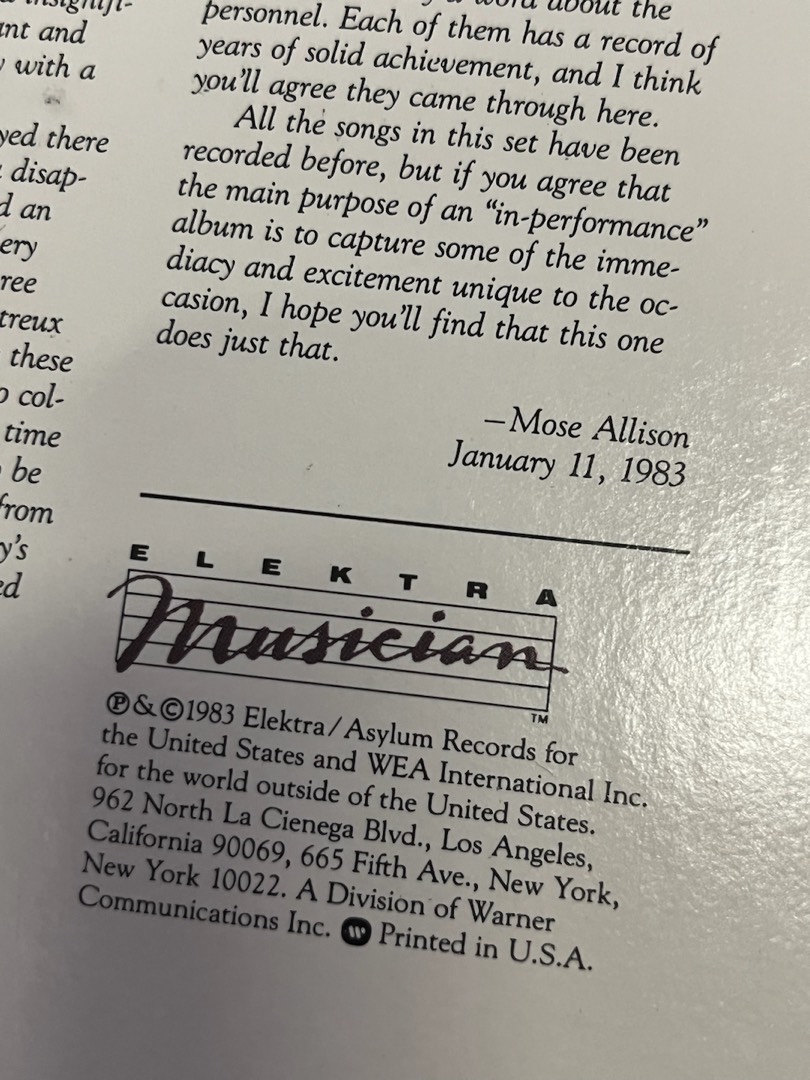 insignifi-
ant and
with a
yed there
disap-
d an
ery
ree
treux
these
col-
time
be
from
y's
ed
word about the
personnel. Each of them has a record of
years of solid achievement, and I think
you'll agree they came through here.
All the songs in this set have been
recorded before, but if you agree that
the main purpose of an “in-performance”
album is to capture some of the imme-
diacy and excitement unique to the oc-
casion, I hope you'll find that this one
does just that.
—Mose Allison
January 11, 1983
ELEKTRA
Musician
TM
℗&©1983 Elektra/Asylum Records for
the United States and WEA International Inc.
for the world outside of the United States.
962 North La Cienega Blvd., Los Angeles,
California 90069, 665 Fifth Ave., New York,
New York 10022. A Division of Warner
Communications Inc. W Printed in U.S.A.